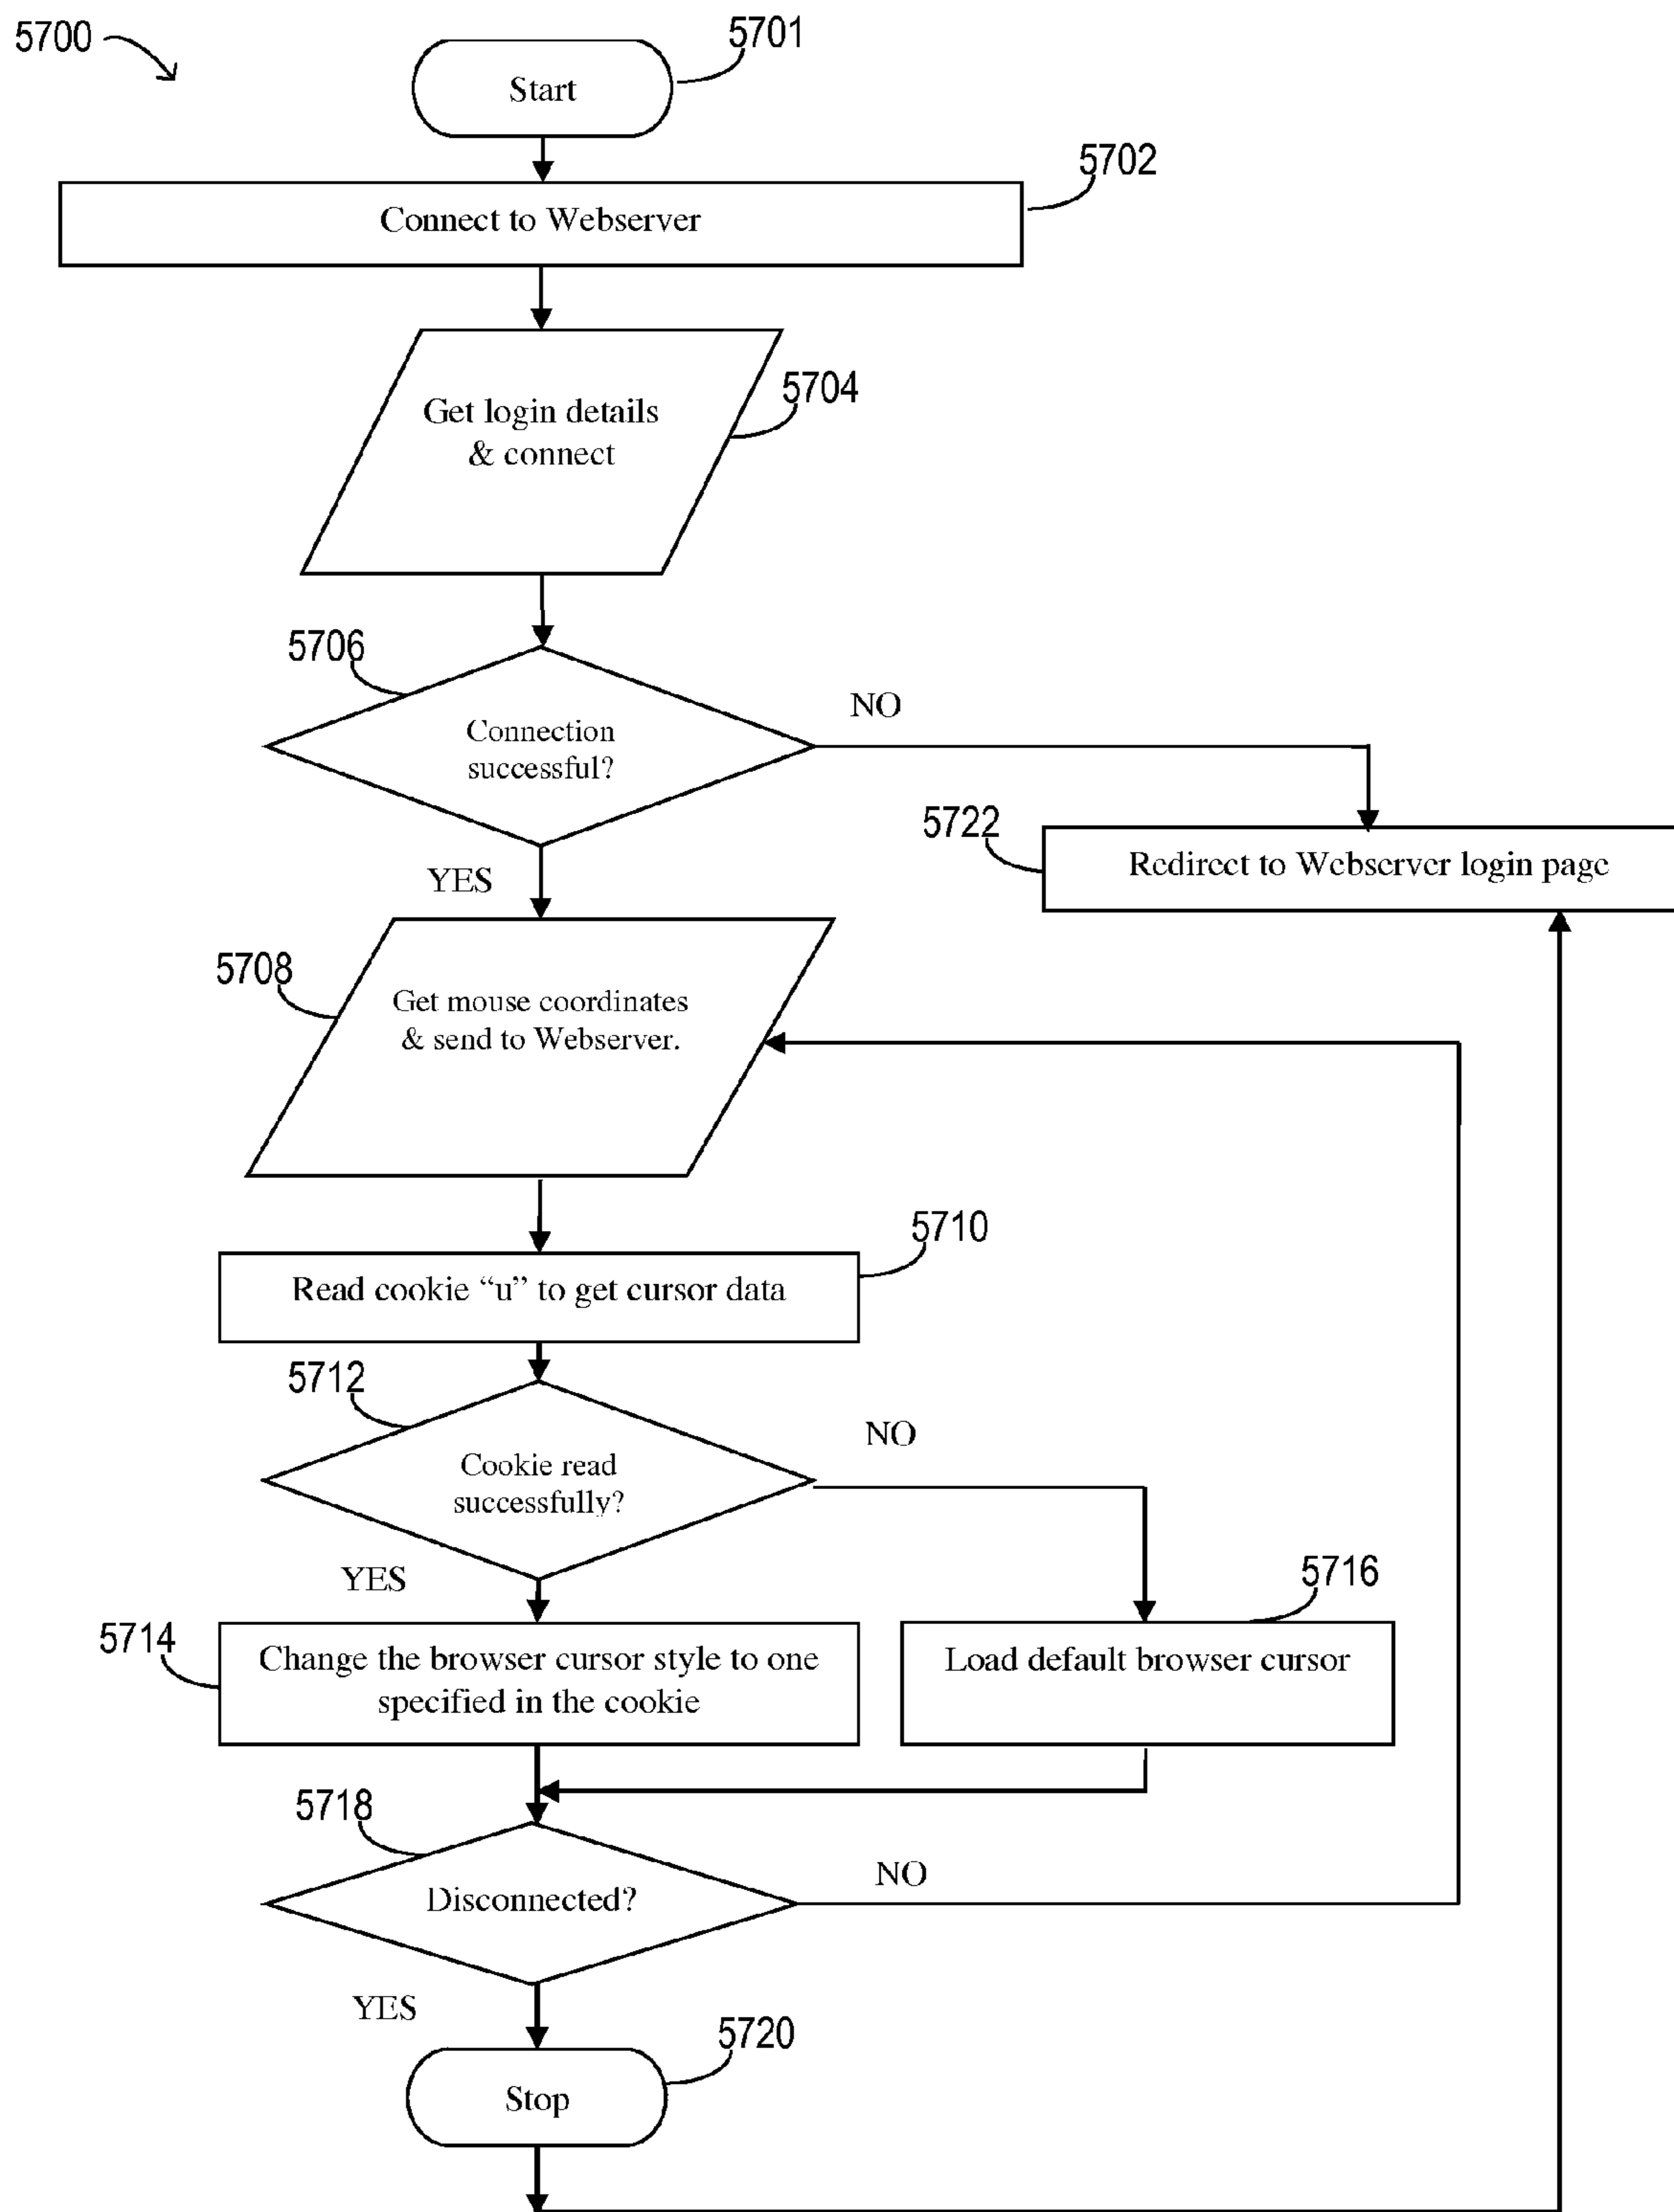 5700
5701
Start
5702
Connect to Webserver
5704
Get login details
& connect
5706
Connection
successful?
NO
5722
Redirect to Webserver login page
YES
5708
Get mouse coordinates
& send to Webserver.
5710
Read cookie “u” to get cursor data
5712
Cookie read
successfully?
NO
YES
5716
5714
Change the browser cursor style to one
specified in the cookie
Load default browser cursor
5718
Disconnected?
NO
YES
5720
Stop